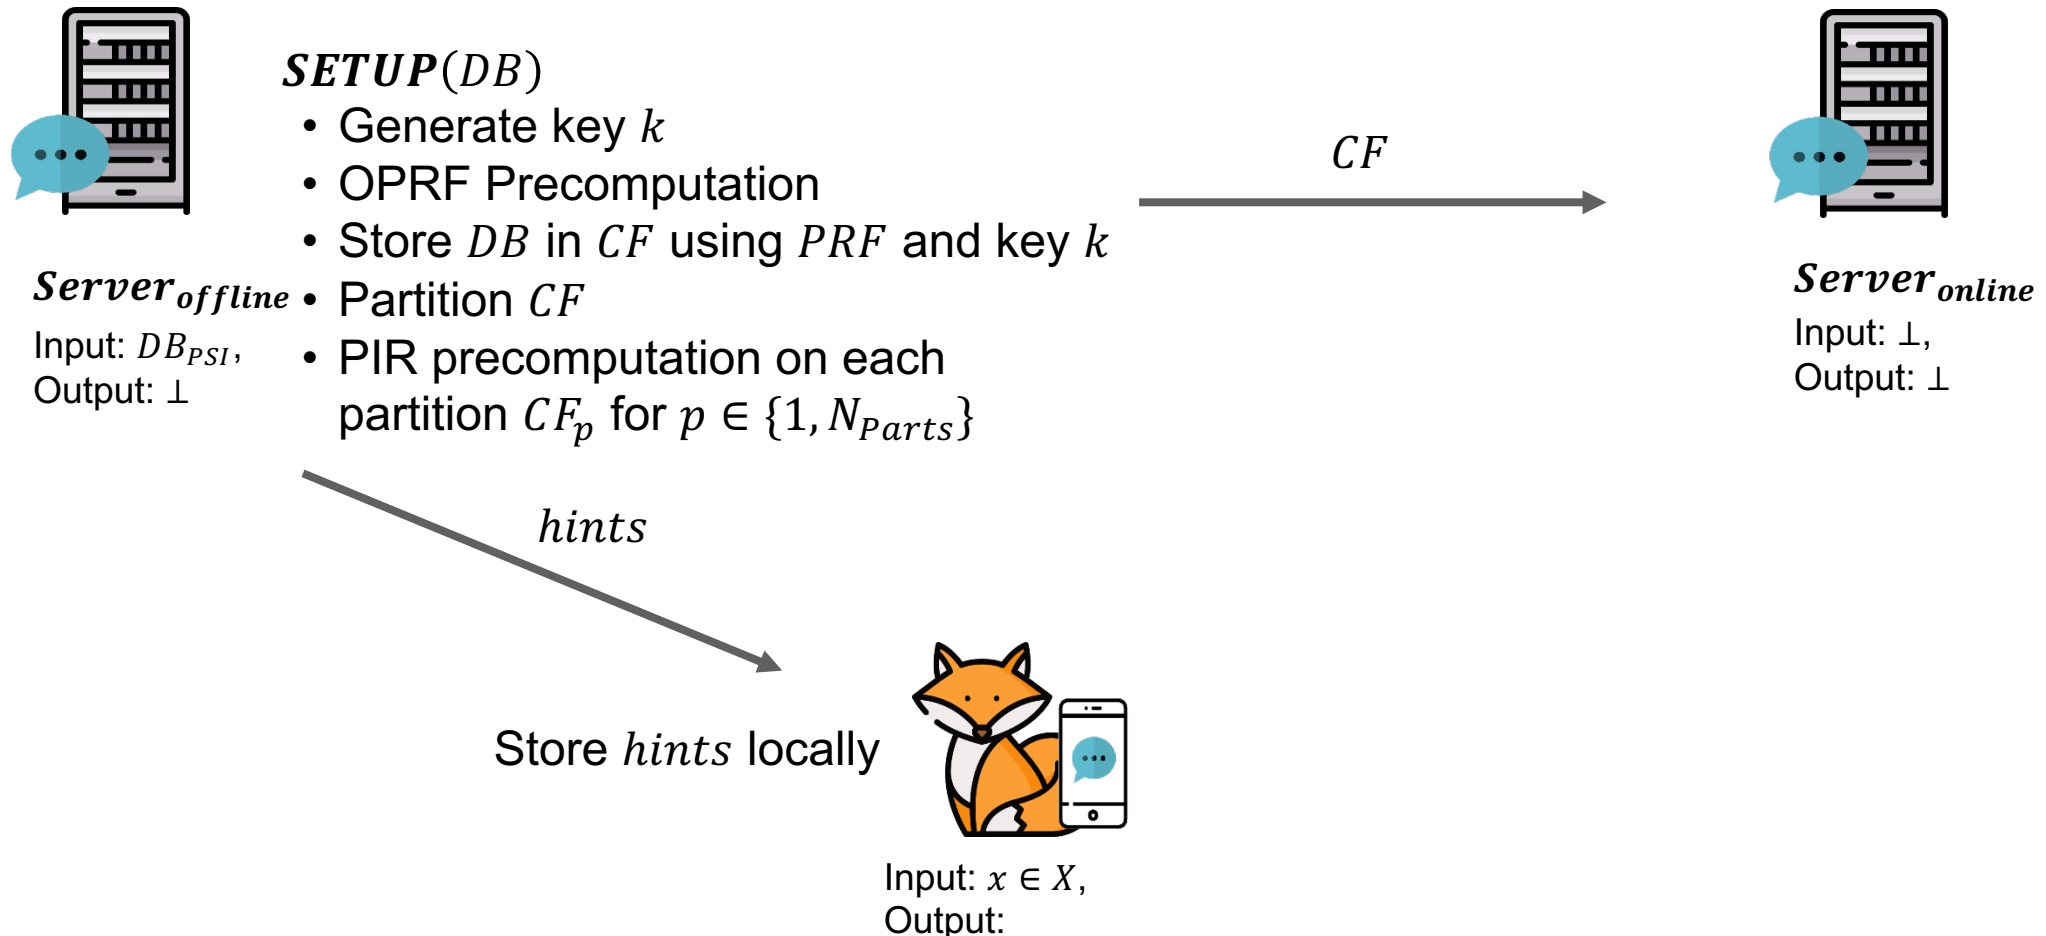 SETUP(DB)
• Generate key k
• OPRF Precomputation
• Store DB in CF using PRF and key k
• Partition CF
• PIR precomputation on each
partition CF_p for p ∈ {1, N_Parts}
Server_offline
Input: DB_PSI,
Output: ⊥
CF
Server_online
Input: ⊥,
Output: ⊥
hints
Store hints locally
Input: x ∈ X,
Output: